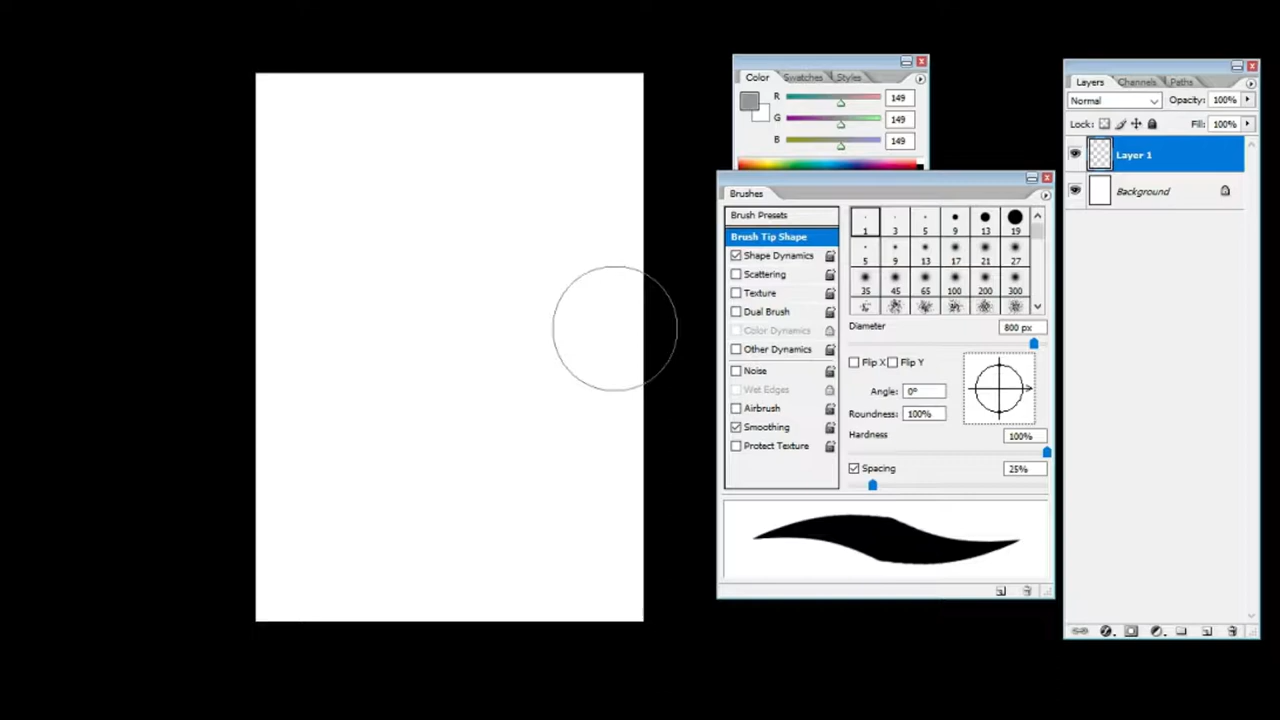 Color Swatches Styles
R 149
G 149
B 149
Brushes
Brush Presets
Brush Tip Shape
Shape Dynamics
Scattering
Texture
Dual Brush
Color Dynamics
Other Dynamics
Noise
Wet Edges
Airbrush
Smoothing
Protect Texture
1 3 5 9 13 19
5 9 13 17 21 27
35 45 65 100 200 300
Diameter 800 px
Flip X Flip Y
Angle: 0°
Roundness: 100%
Hardness 100%
Spacing 25%
Layers Channels Paths
Normal Opacity: 100%
Lock: Fill: 100%
Layer 1
Background